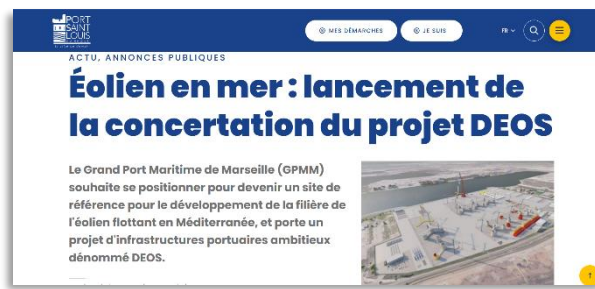 PORT
SAINT
LOUIS
MES DÉMARCHES
JE SUIS
FR
ACTU, ANNONCES PUBLIQUES
Éolien en mer : lancement de
la concertation du projet DEOS
Le Grand Port Maritime de Marseille (GPMM)
souhaite se positionner pour devenir un site de
référence pour le développement de la filière de
l'éolien flottant en Méditerranée, et porte un
projet d'infrastructures portuaires ambitieux
dénommé DEOS.